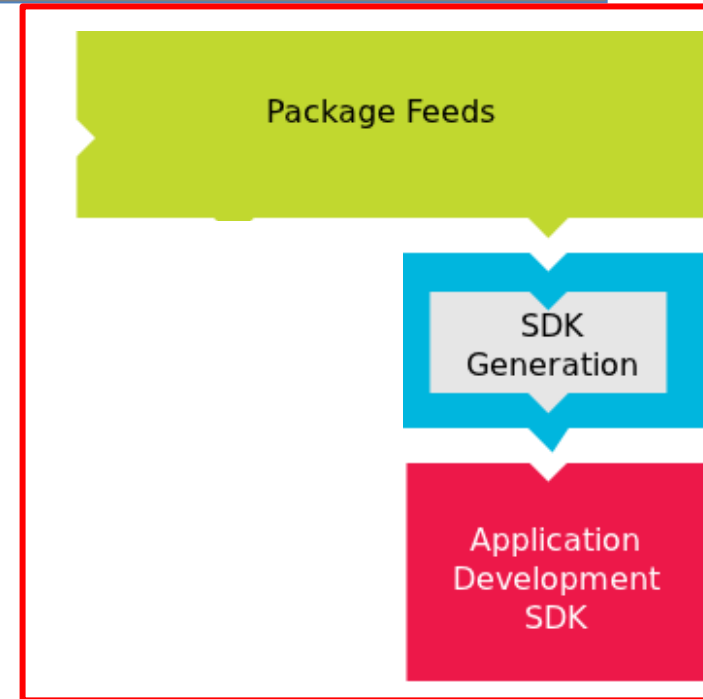 Package Feeds
SDK
Generation
Application
Development
SDK